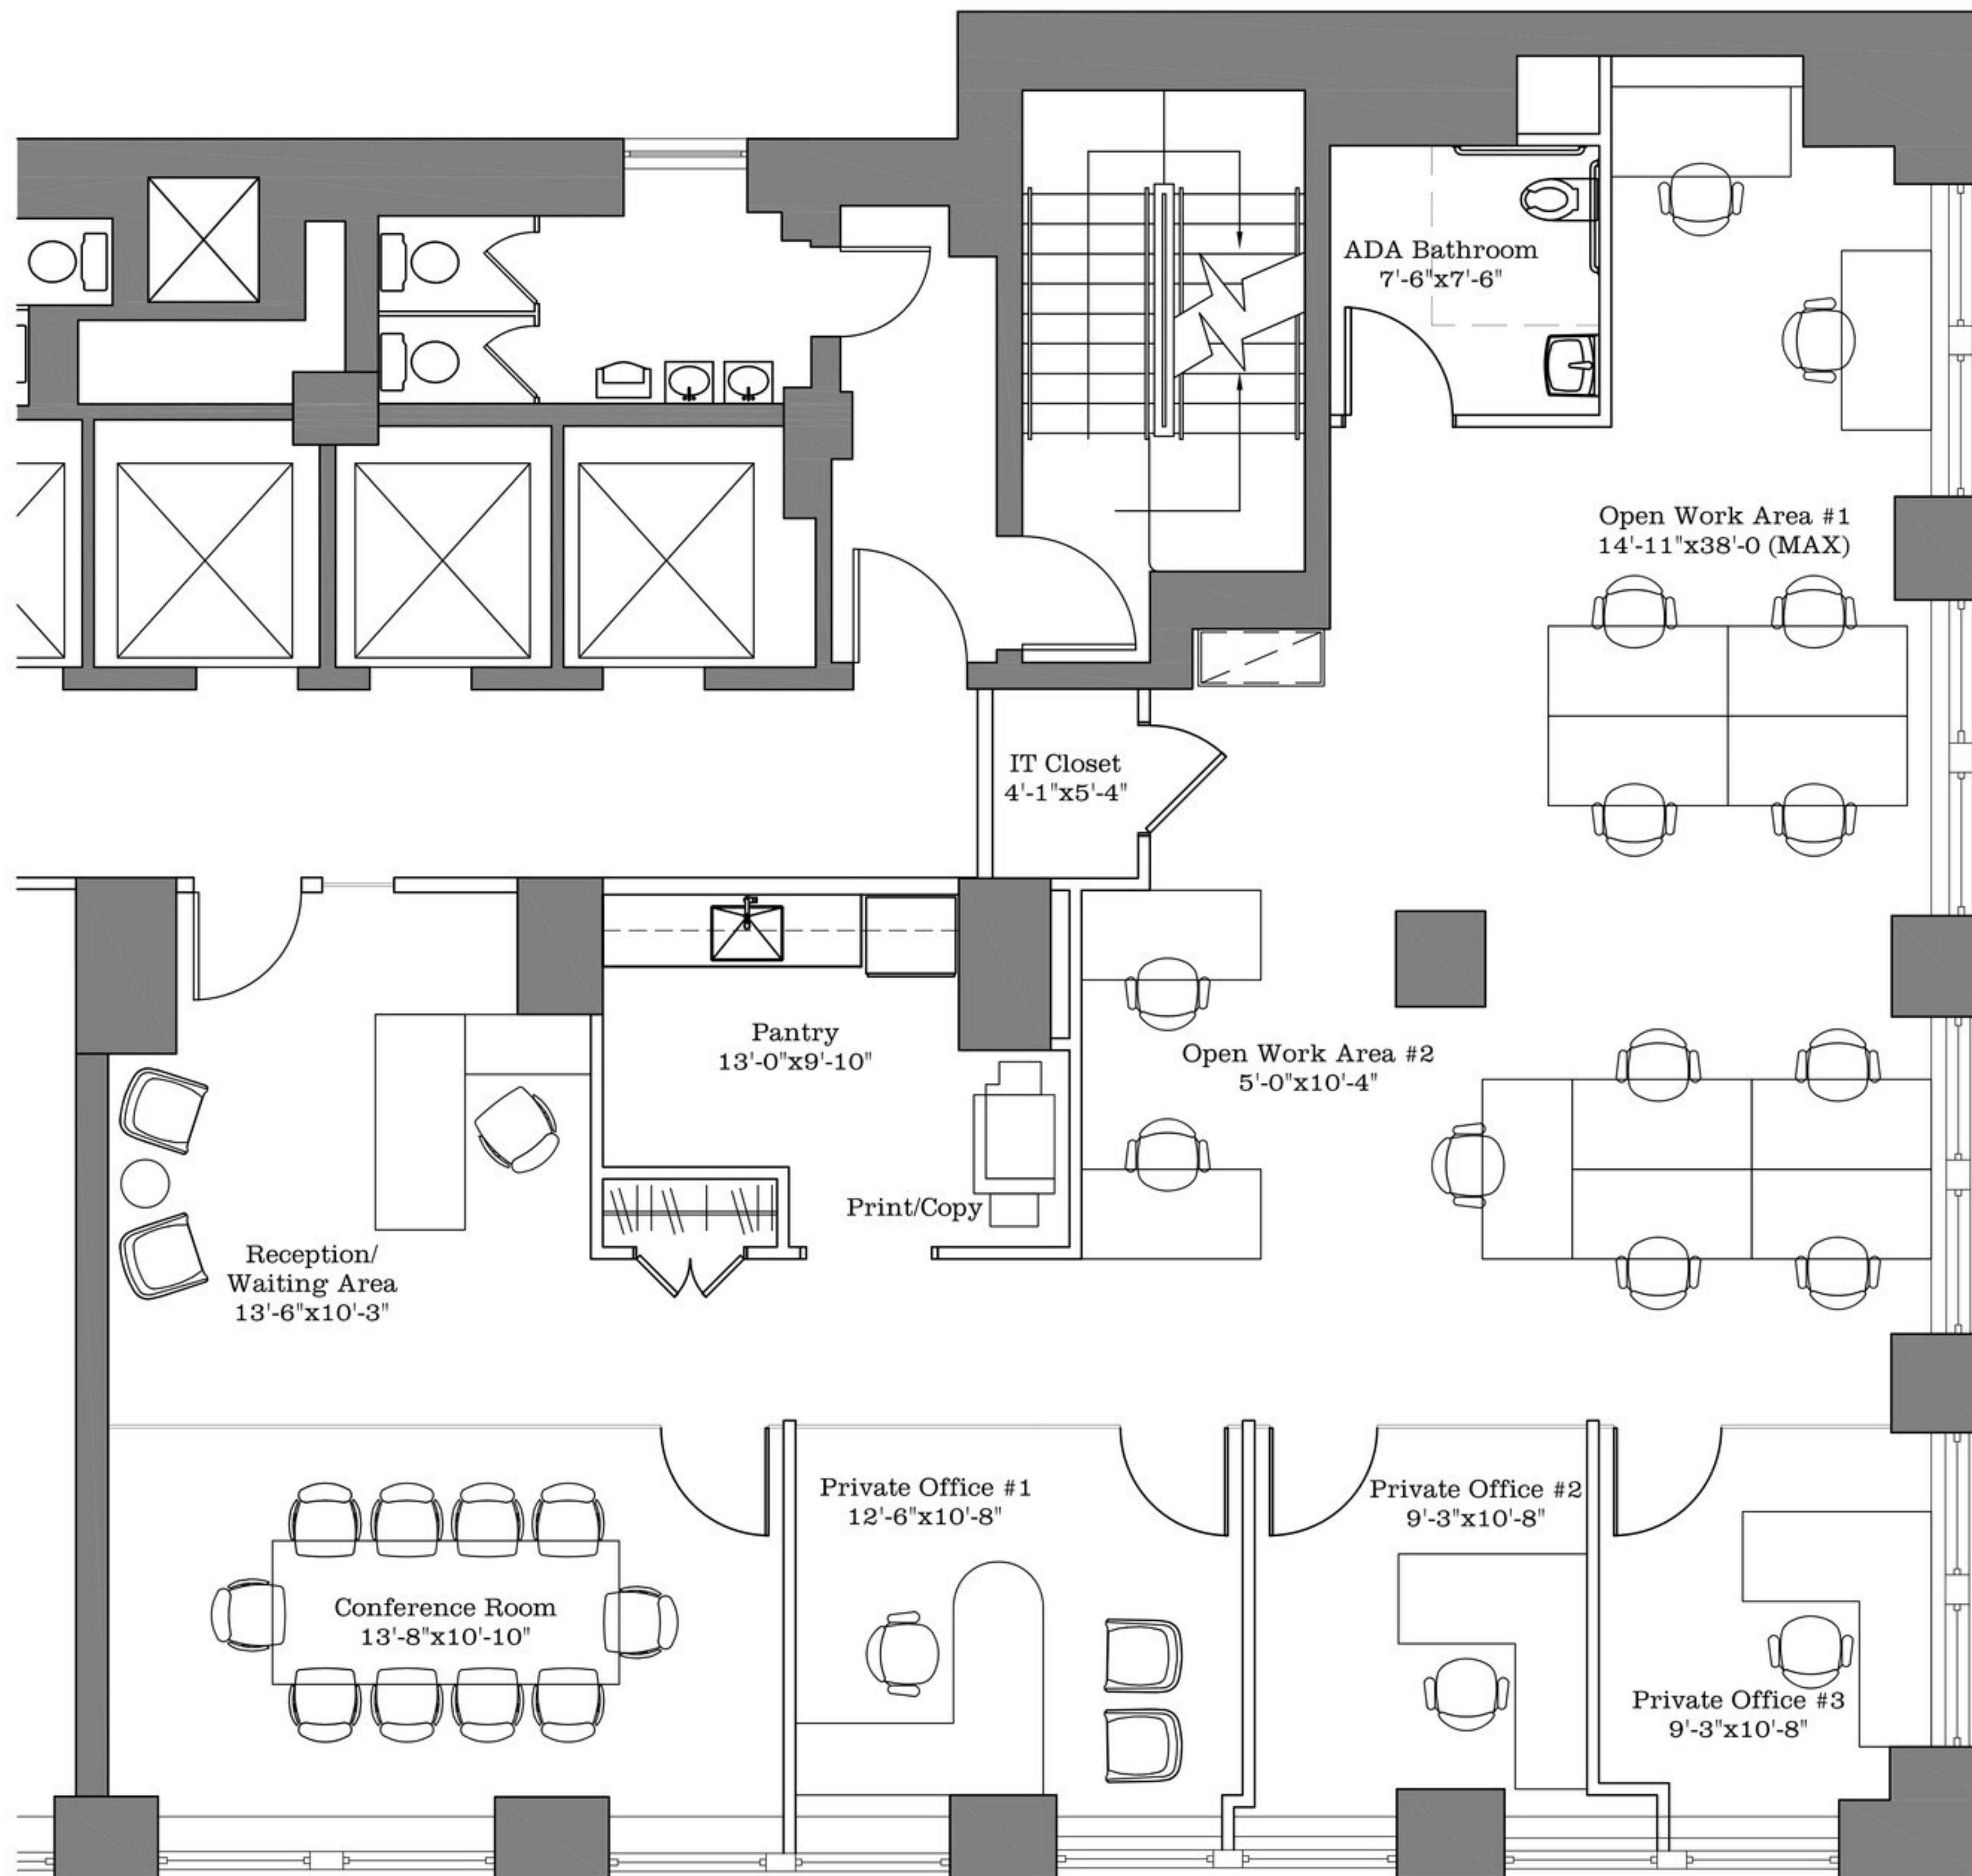 ADA Bathroom
7'-6"x7'-6"
Open Work Area #1
14'-11"x38'-0 (MAX)
IT Closet
4'-1"x5'-4"
Pantry
13'-0"x9'-10"
Open Work Area #2
5'-0"x10'-4"
Print/Copy
Reception/
Waiting Area
13'-6"x10'-3"
Private Office #1
12'-6"x10'-8"
Private Office #2
9'-3"x10'-8"
Conference Room
13'-8"x10'-10"
Private Office #3
9'-3"x10'-8"